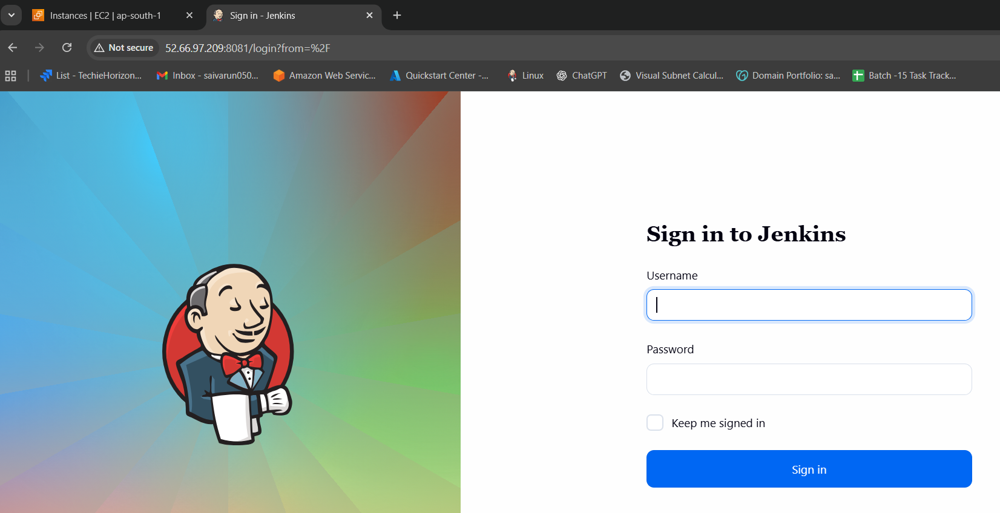 Instances | EC2 | ap-south-1
Sign in - Jenkins
Not secure
52.66.97.209:8081/login?from=%2F
List - TechieHorizon...
Inbox - saivarun050...
Amazon Web Servic...
Quickstart Center -...
Linux
ChatGPT
Visual Subnet Calcul...
Domain Portfolio: sa...
Batch -15 Task Track...
Sign in to Jenkins
Username
Password
Keep me signed in
Sign in